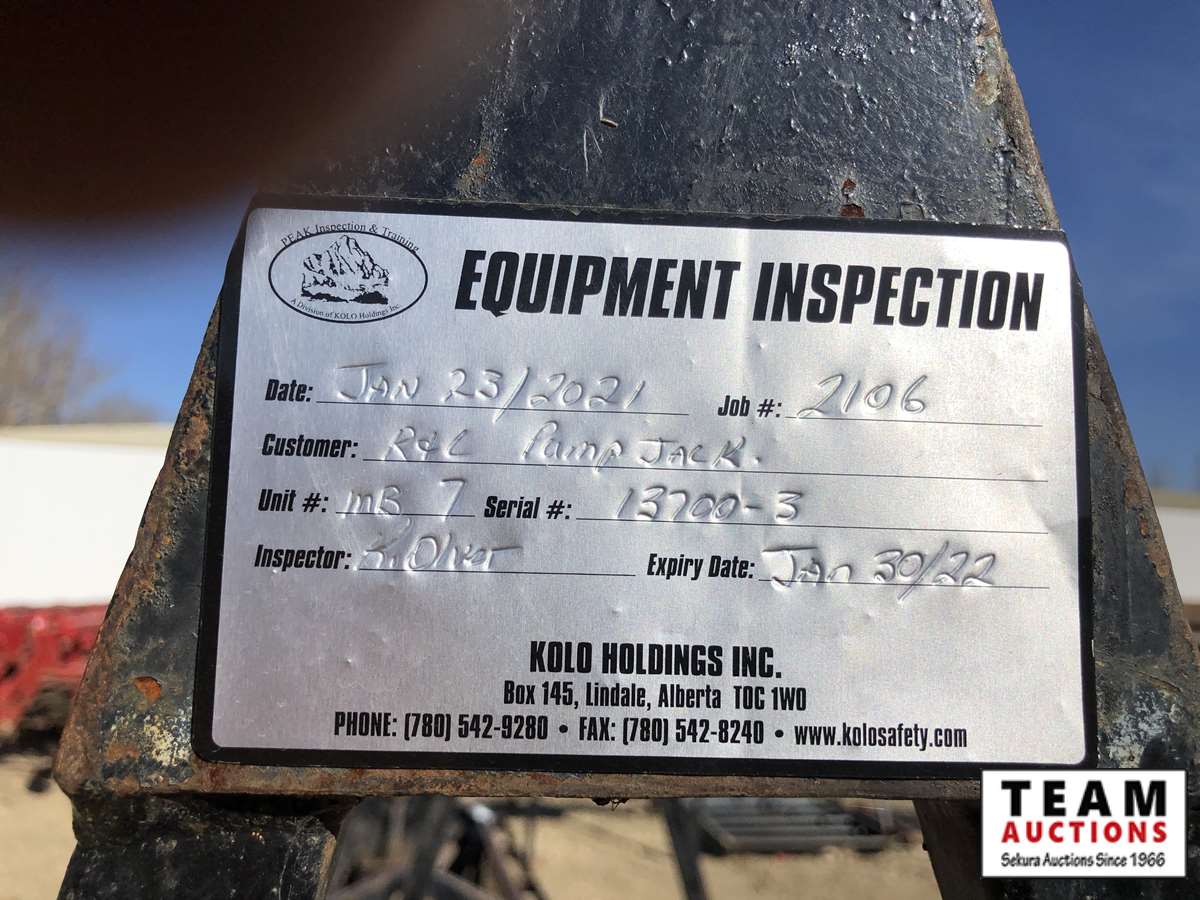 PEAK Inspection & Training
A Division of KOLO Holdings Inc.
EQUIPMENT INSPECTION
Date: Jan 23/2021 Job #: 2106
Customer: R&C Pump Jack.
Unit #: MB 7 Serial #: 13700-3
Inspector: K. Oliver Expiry Date: Jan 30/22
KOLO HOLDINGS INC.
Box 145, Lindale, Alberta T0C 1W0
PHONE: (780) 542-9280 • FAX: (780) 542-8240 • www.kolosafety.com
TEAM
AUCTIONS
Sekura Auctions Since 1966